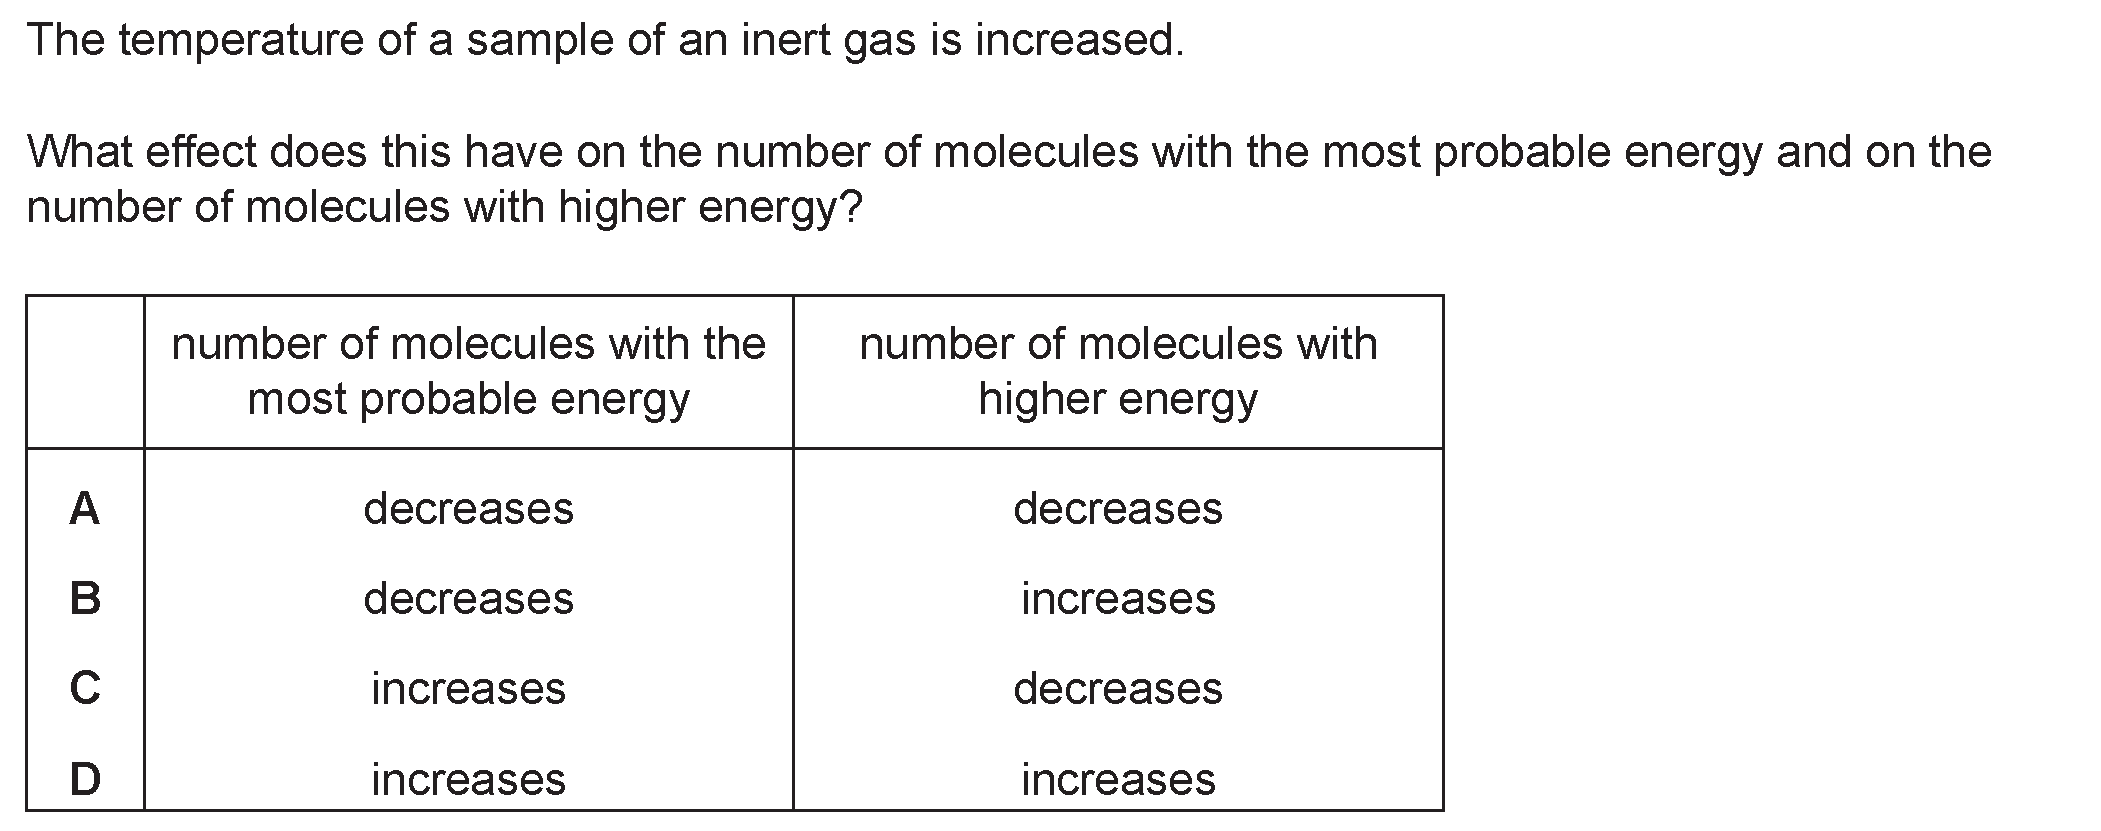 The temperature of a sample of an inert gas is increased.
What effect does this have on the number of molecules with the most probable energy and on the
number of molecules with higher energy?
number of molecules with the most probable energy
number of molecules with higher energy
A decreases decreases
B decreases increases
C increases decreases
D increases increases